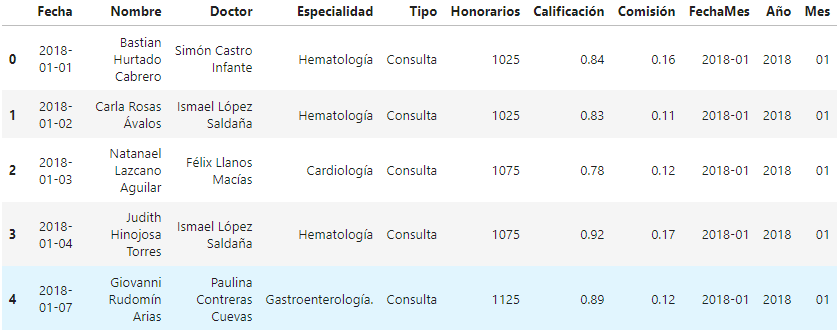 Fecha Nombre Doctor Especialidad Tipo Honorarios Calificación Comisión FechaMes Año Mes
0 2018-01-01 Bastian Hurtado Cabrero Simón Castro Infante Hematología Consulta 1025 0.84 0.16 2018-01 2018 01
1 2018-01-02 Carla Rosas Ávalos Ismael López Saldaña Hematología Consulta 1025 0.83 0.11 2018-01 2018 01
2 2018-01-03 Natanael Lazcano Aguilar Félix Llanos Macías Cardiología Consulta 1075 0.78 0.12 2018-01 2018 01
3 2018-01-04 Judith Hinojosa Torres Ismael López Saldaña Hematología Consulta 1075 0.92 0.17 2018-01 2018 01
4 2018-01-07 Giovanni Rudomín Arias Paulina Contreras Cuevas Gastroenterología. Consulta 1125 0.89 0.12 2018-01 2018 01